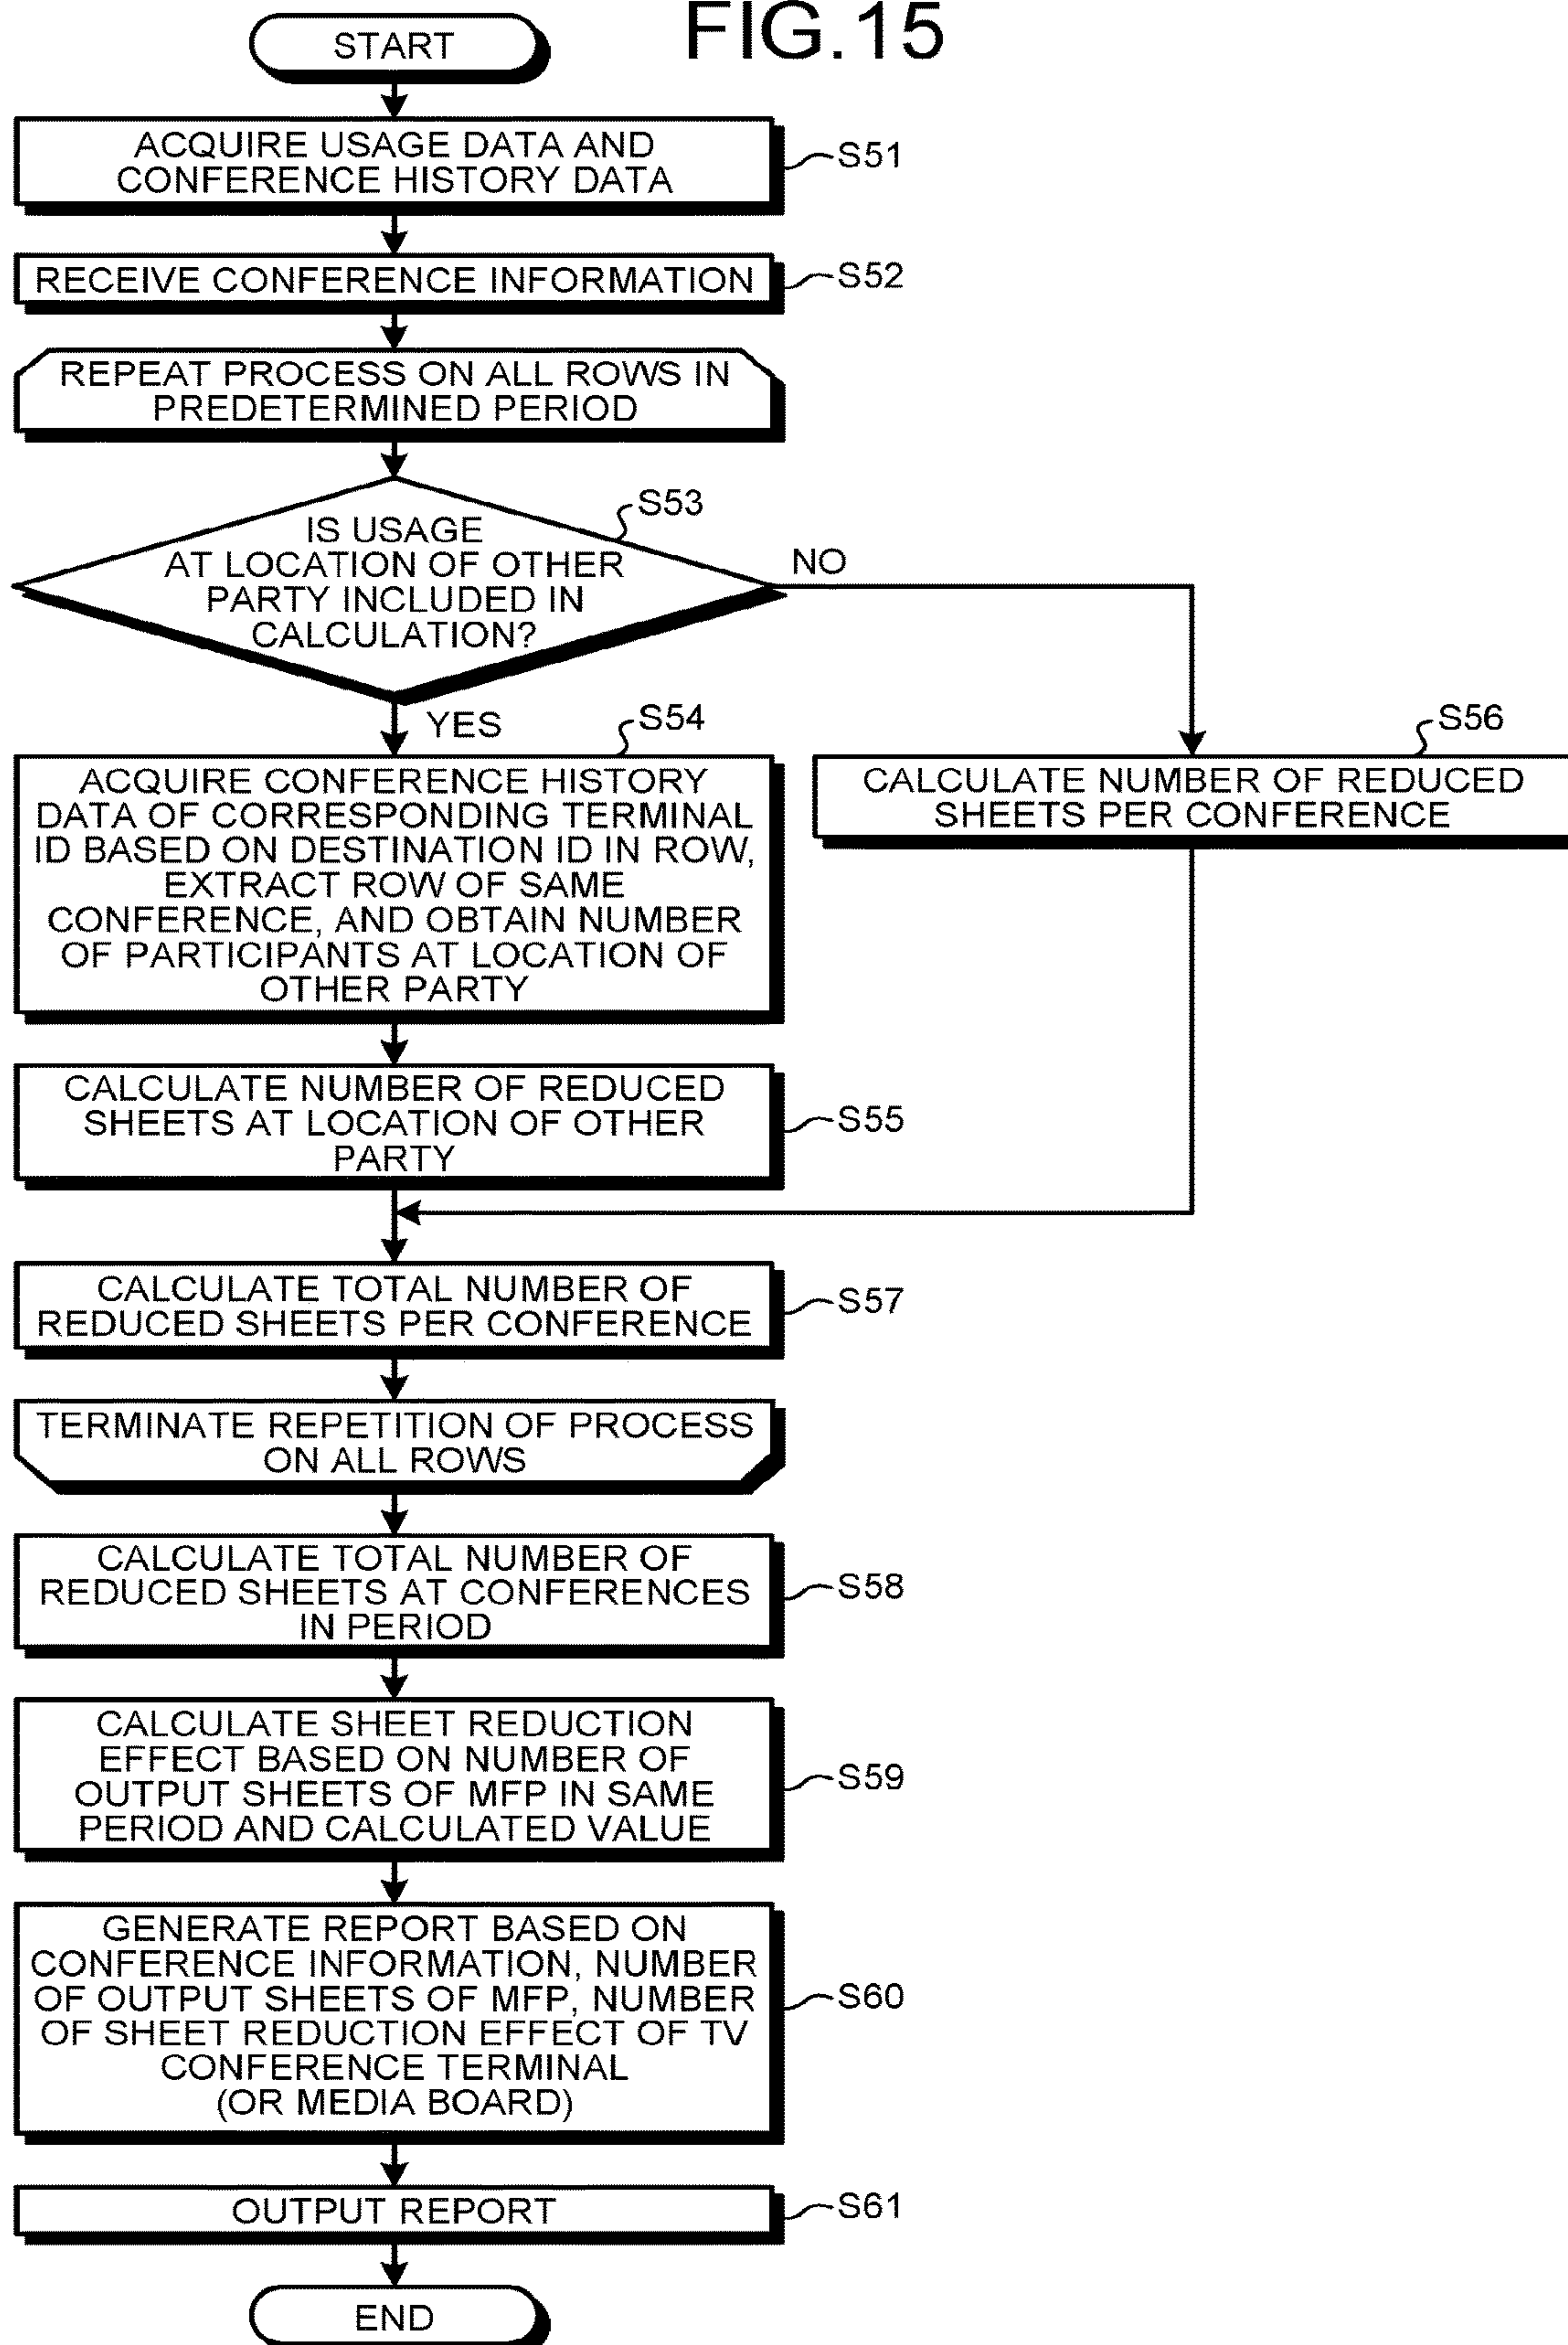 FIG.15
START
ACQUIRE USAGE DATA AND
CONFERENCE HISTORY DATA
S51
RECEIVE CONFERENCE INFORMATION
S52
REPEAT PROCESS ON ALL ROWS IN
PREDETERMINED PERIOD
S53
IS USAGE
AT LOCATION OF OTHER
PARTY INCLUDED IN
CALCULATION?
NO
YES
S54
ACQUIRE CONFERENCE HISTORY
DATA OF CORRESPONDING TERMINAL
ID BASED ON DESTINATION ID IN ROW,
EXTRACT ROW OF SAME
CONFERENCE, AND OBTAIN NUMBER
OF PARTICIPANTS AT LOCATION OF
OTHER PARTY
S56
CALCULATE NUMBER OF REDUCED
SHEETS PER CONFERENCE
CALCULATE NUMBER OF REDUCED
SHEETS AT LOCATION OF OTHER
PARTY
S55
CALCULATE TOTAL NUMBER OF
REDUCED SHEETS PER CONFERENCE
S57
TERMINATE REPETITION OF PROCESS
ON ALL ROWS
CALCULATE TOTAL NUMBER OF
REDUCED SHEETS AT CONFERENCES
IN PERIOD
S58
CALCULATE SHEET REDUCTION
EFFECT BASED ON NUMBER OF
OUTPUT SHEETS OF MFP IN SAME
PERIOD AND CALCULATED VALUE
S59
GENERATE REPORT BASED ON
CONFERENCE INFORMATION, NUMBER
OF OUTPUT SHEETS OF MFP, NUMBER
OF SHEET REDUCTION EFFECT OF TV
CONFERENCE TERMINAL
(OR MEDIA BOARD)
S60
OUTPUT REPORT
S61
END